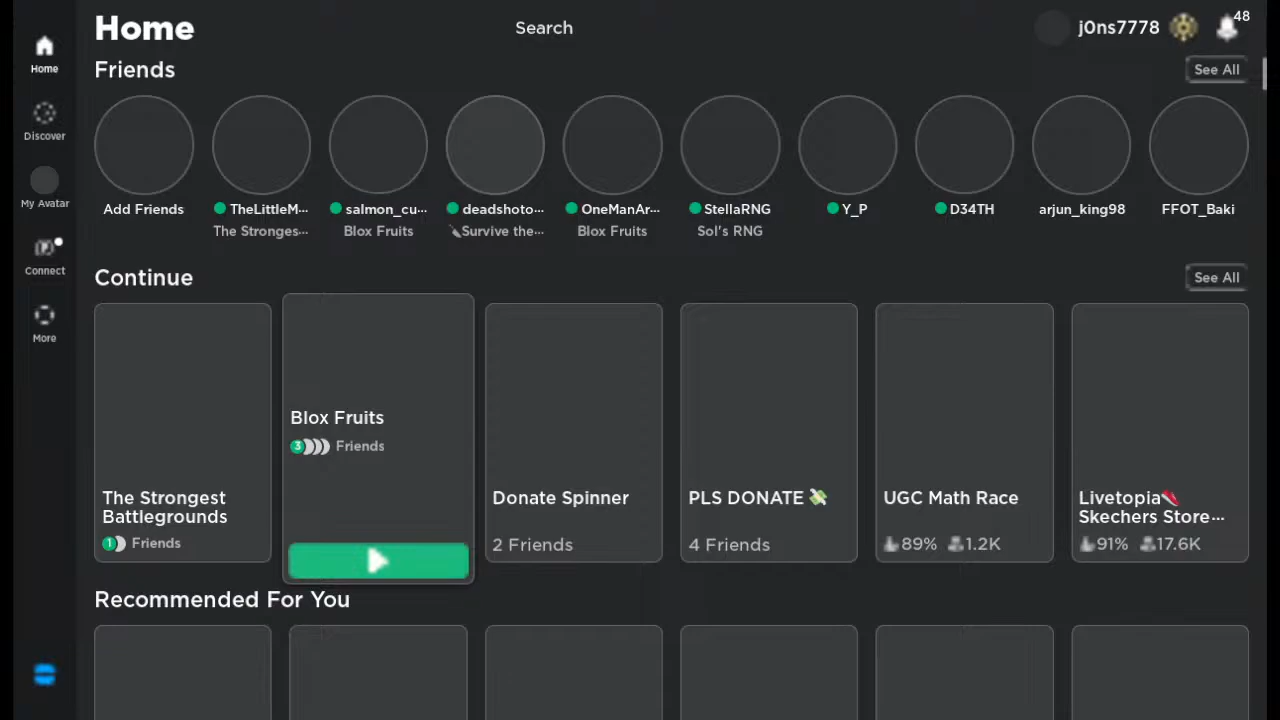 Home
Search
j0ns7778
48
Home
Discover
My Avatar
Connect
More
Friends
See All
Add Friends
TheLittleM...
The Stronges...
salmon_cu...
Blox Fruits
deadshoto...
🔪Survive the...
OneManAr...
Blox Fruits
StellaRNG
Sol's RNG
Y_P
D34TH
arjun_king98
FFOT_Baki
Continue
See All
The Strongest
Battlegrounds
1 Friends
Blox Fruits
3 Friends
Donate Spinner
2 Friends
PLS DONATE 💸
4 Friends
UGC Math Race
89% 1.2K
Livetopia👠
Skechers Store...
91% 17.6K
Recommended For You